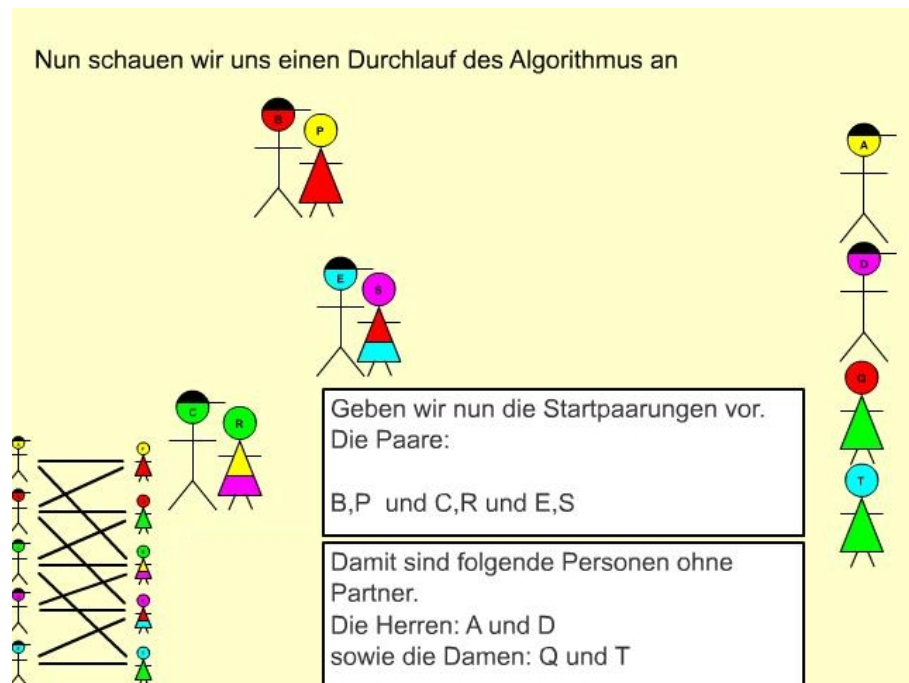 Nun schauen wir uns einen Durchlauf des Algorithmus an
B
P
A
E
S
D
C
R
Q
T
Geben wir nun die Startpaarungen vor.
Die Paare:
B,P und C,R und E,S
Damit sind folgende Personen ohne
Partner.
Die Herren: A und D
sowie die Damen: Q und T